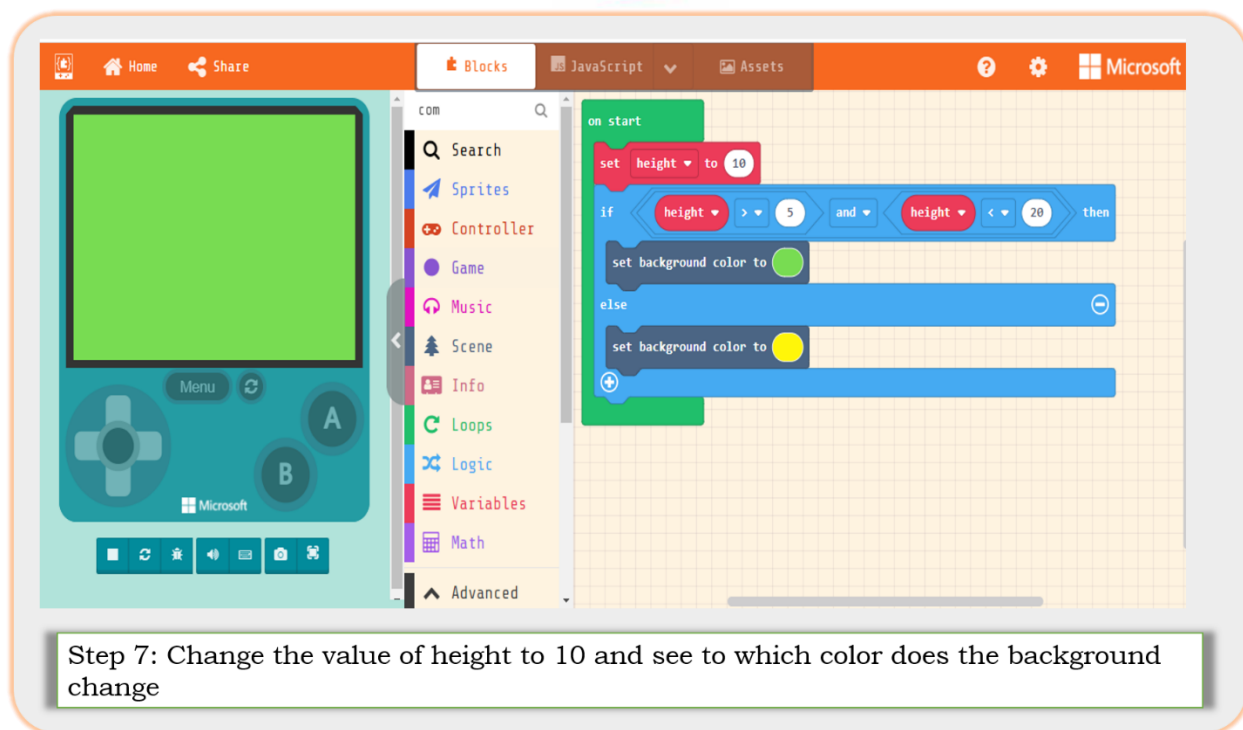 Home Share Blocks JavaScript Assets Microsoft
com
Search
Sprites
Controller
Game
Music
Scene
Info
Loops
Logic
Variables
Math
Advanced
Menu
A
B
Microsoft
on start
set height to 10
if height > 5 and height < 20 then
set background color to
else
set background color to
Step 7: Change the value of height to 10 and see to which color does the background
change